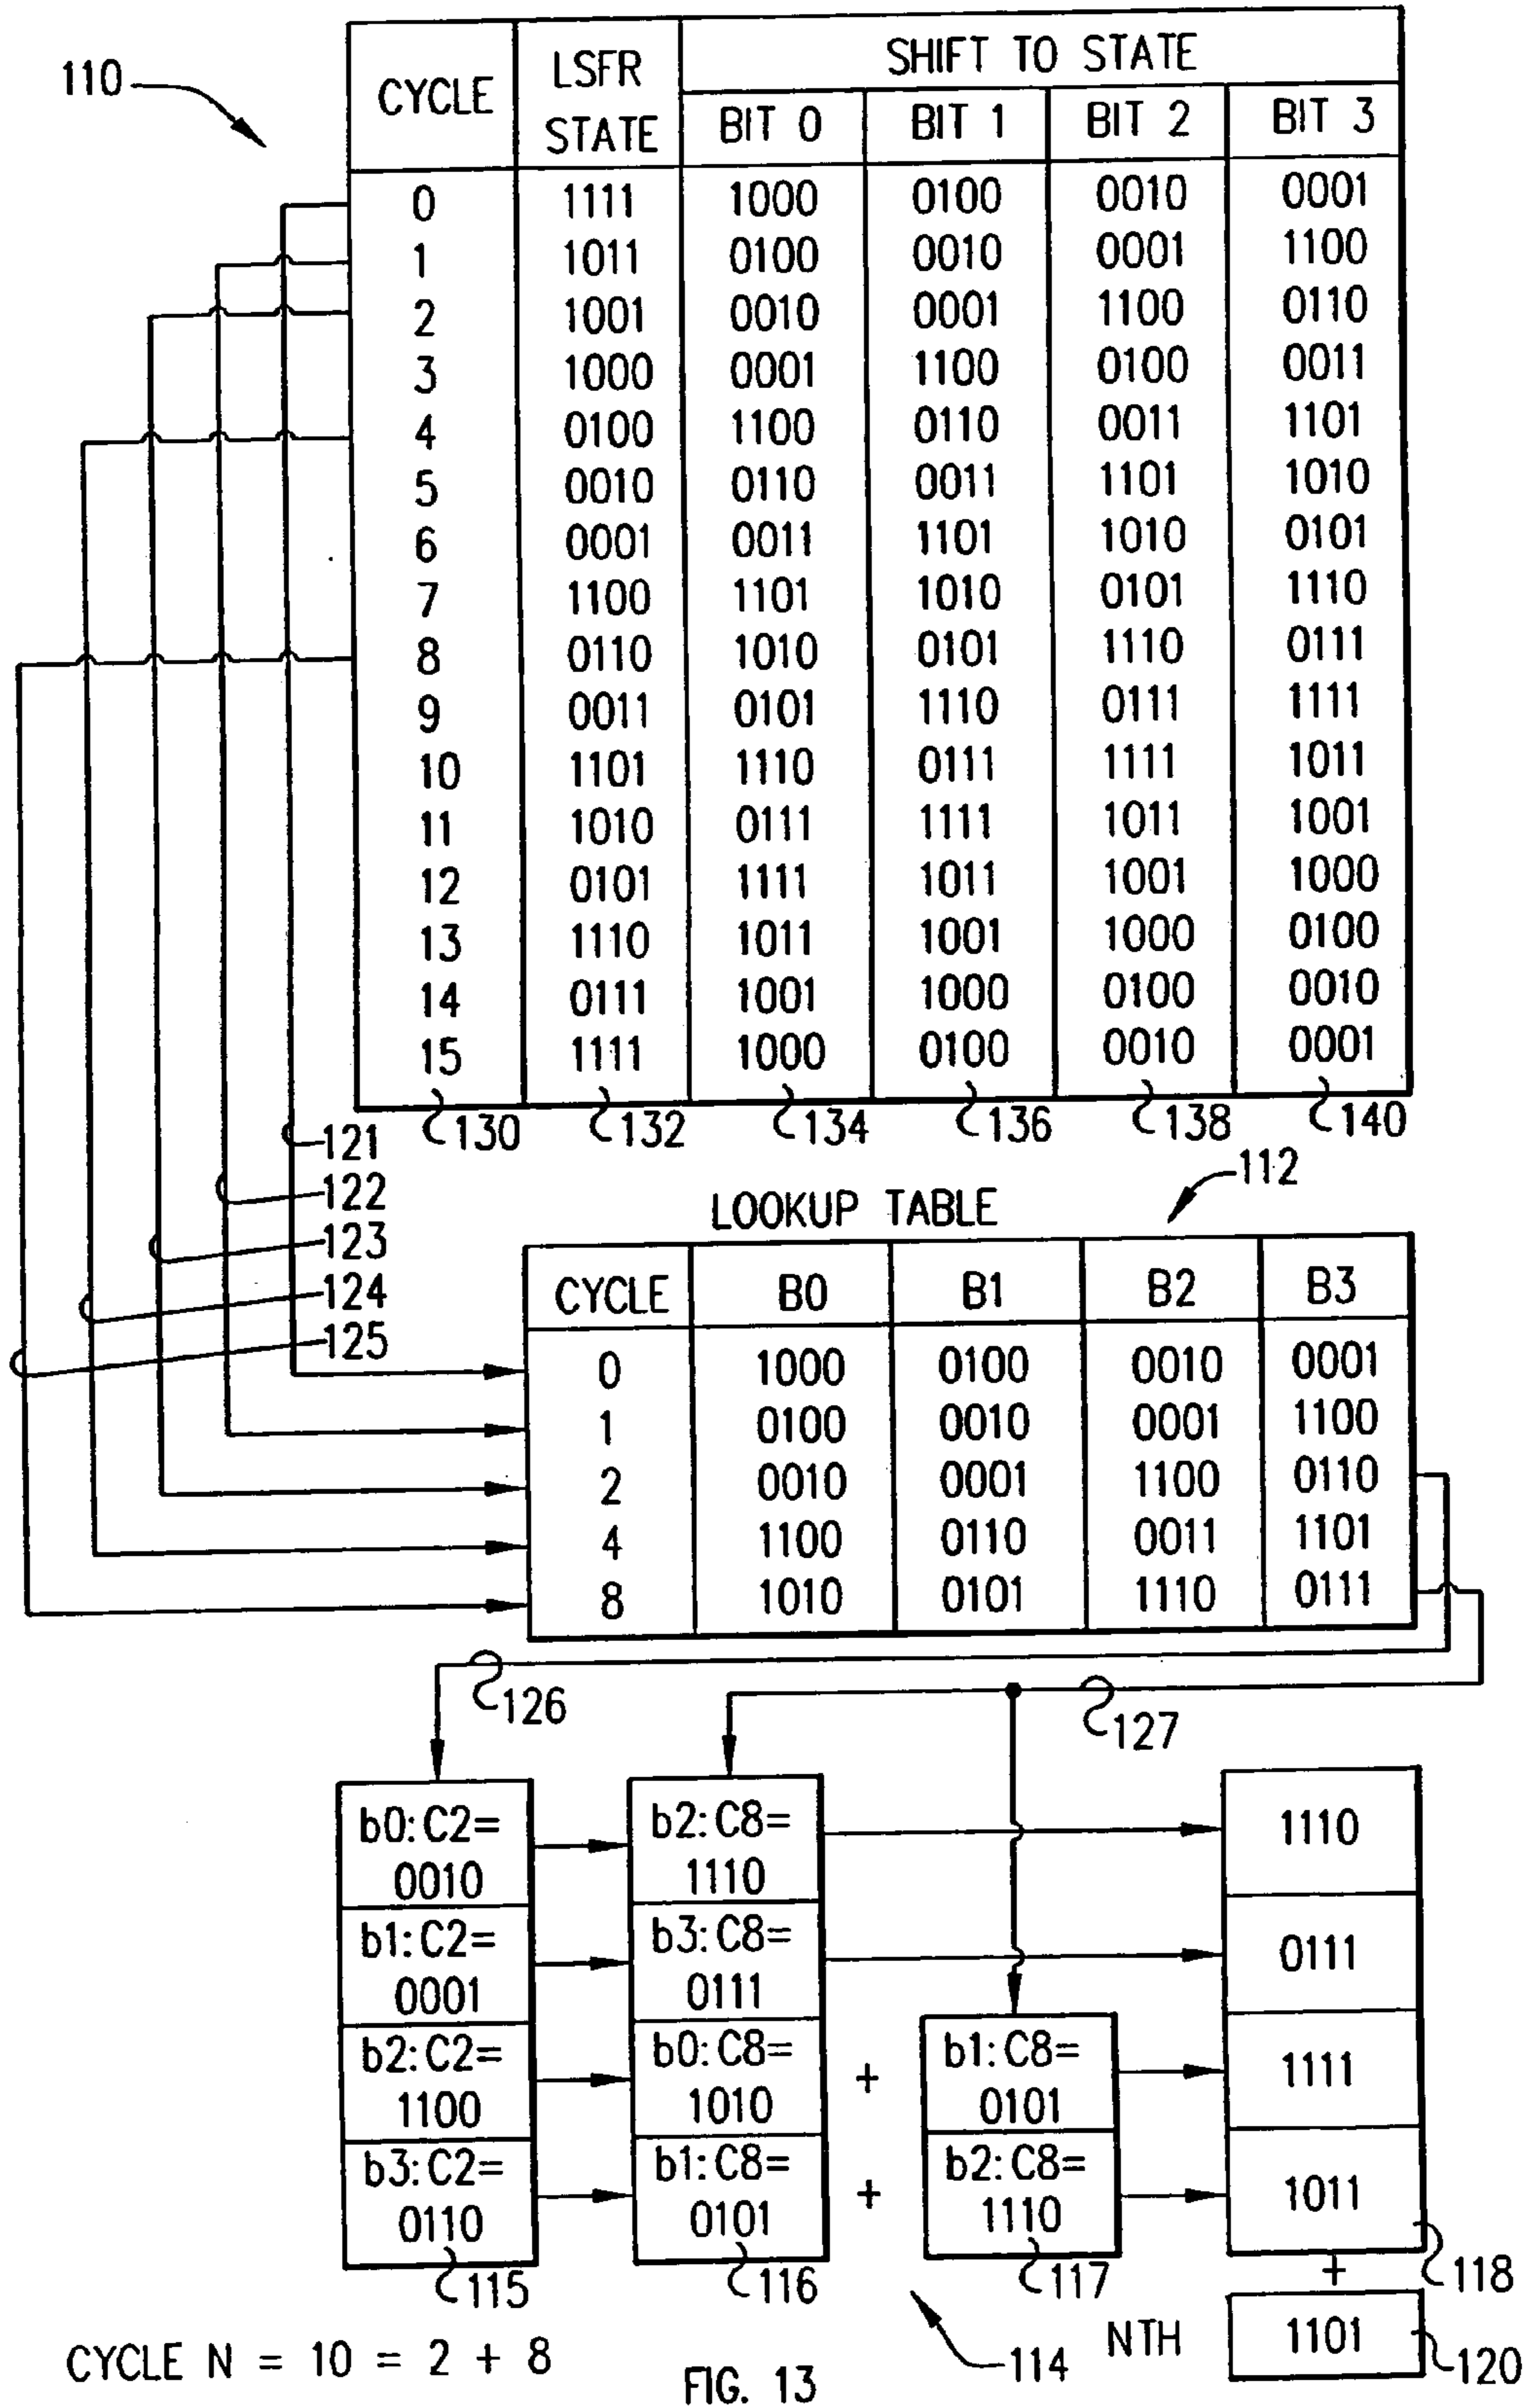 110
CYCLE LSFR STATE SHIFT TO STATE
BIT 0 BIT 1 BIT 2 BIT 3
0 1111 1000 0100 0010 0001
1 1011 0100 0010 0001 1100
2 1001 0010 0001 1100 0110
3 1000 0001 1100 0100 0011
4 0100 1100 0110 0011 1101
5 0010 0110 0011 1101 1010
6 0001 0011 1101 1010 0101
7 1100 1101 1010 0101 1110
8 0110 1010 0101 1110 0111
9 0011 0101 1110 0111 1111
10 1101 1110 0111 1111 1011
11 1010 0111 1111 1011 1001
12 0101 1111 1011 1001 1000
13 1110 1011 1001 1000 0100
14 0111 1001 1000 0100 0010
15 1111 1000 0100 0010 0001
130 132 134 136 138 140
121
122
123
124
125
112
LOOKUP TABLE
CYCLE B0 B1 B2 B3
0 1000 0100 0010 0001
1 0100 0010 0001 1100
2 0010 0001 1100 0110
4 1100 0110 0011 1101
8 1010 0101 1110 0111
126 127
b0:C2= b2:C8= 1110
0010 1110
b1:C2= b3:C8= 0111
0001 0111
b2:C2= b0:C8= + b1:C8= 1111
1100 1010 0101
b3:C2= b1:C8= + b2:C8= 1011
0110 0101 1110
115 116 117 118
+
114 NTH 1101 120
CYCLE N = 10 = 2 + 8
FIG. 13